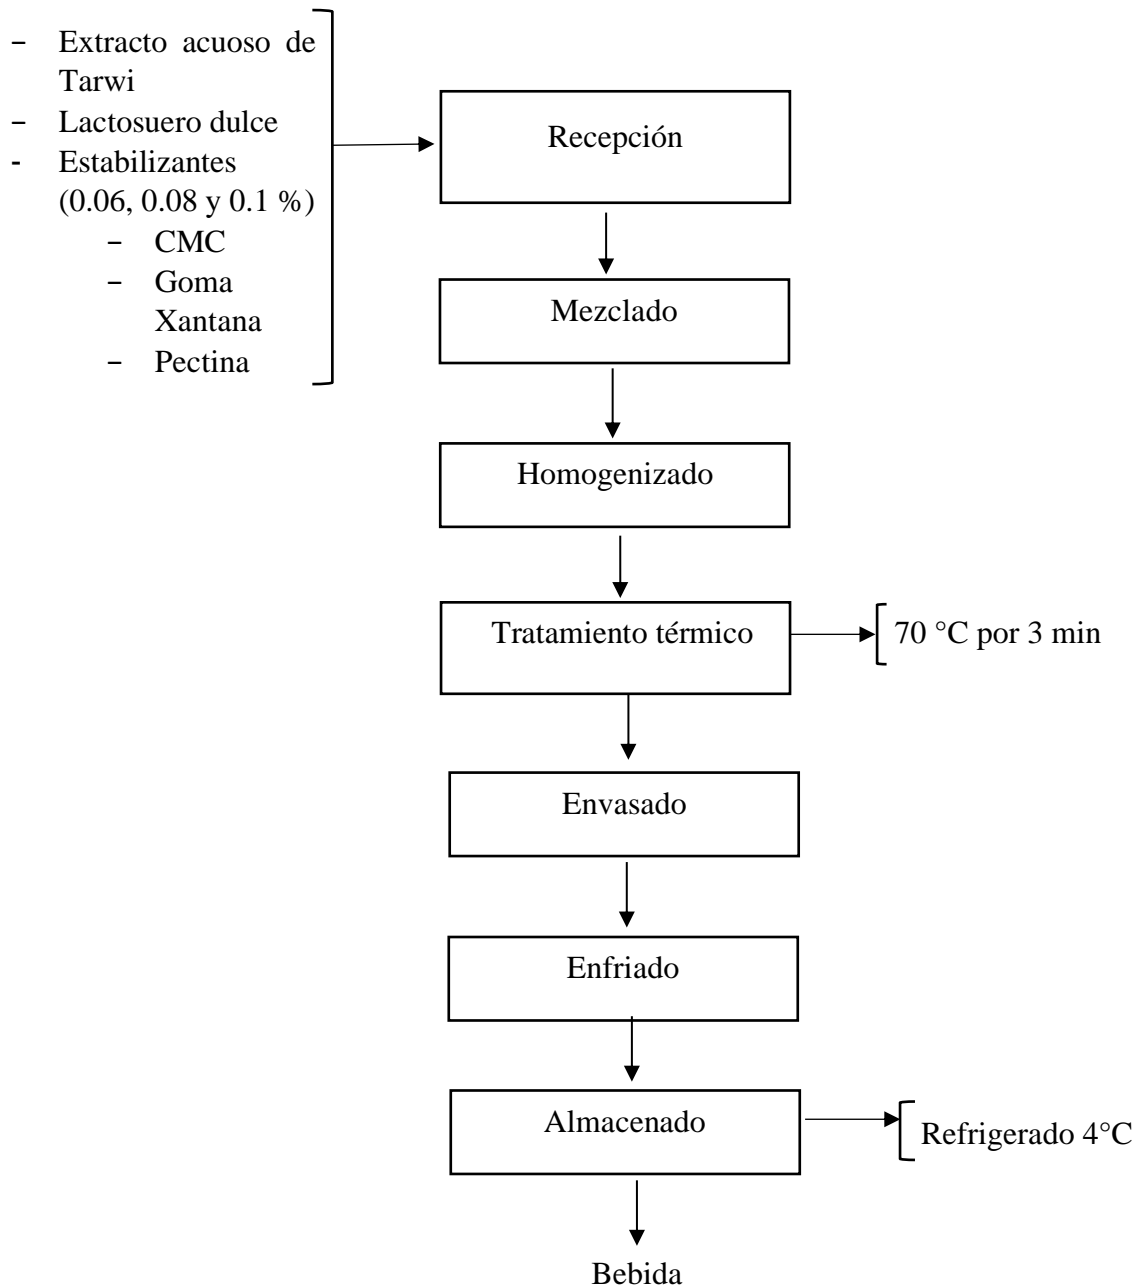 – Extracto acuoso de
Tarwi
– Lactosuero dulce
- Estabilizantes
(0.06, 0.08 y 0.1 %)
– CMC
– Goma
Xantana
– Pectina
Recepción
Mezclado
Homogenizado
Tratamiento térmico
70 °C por 3 min
Envasado
Enfriado
Almacenado
Refrigerado 4°C
Bebida